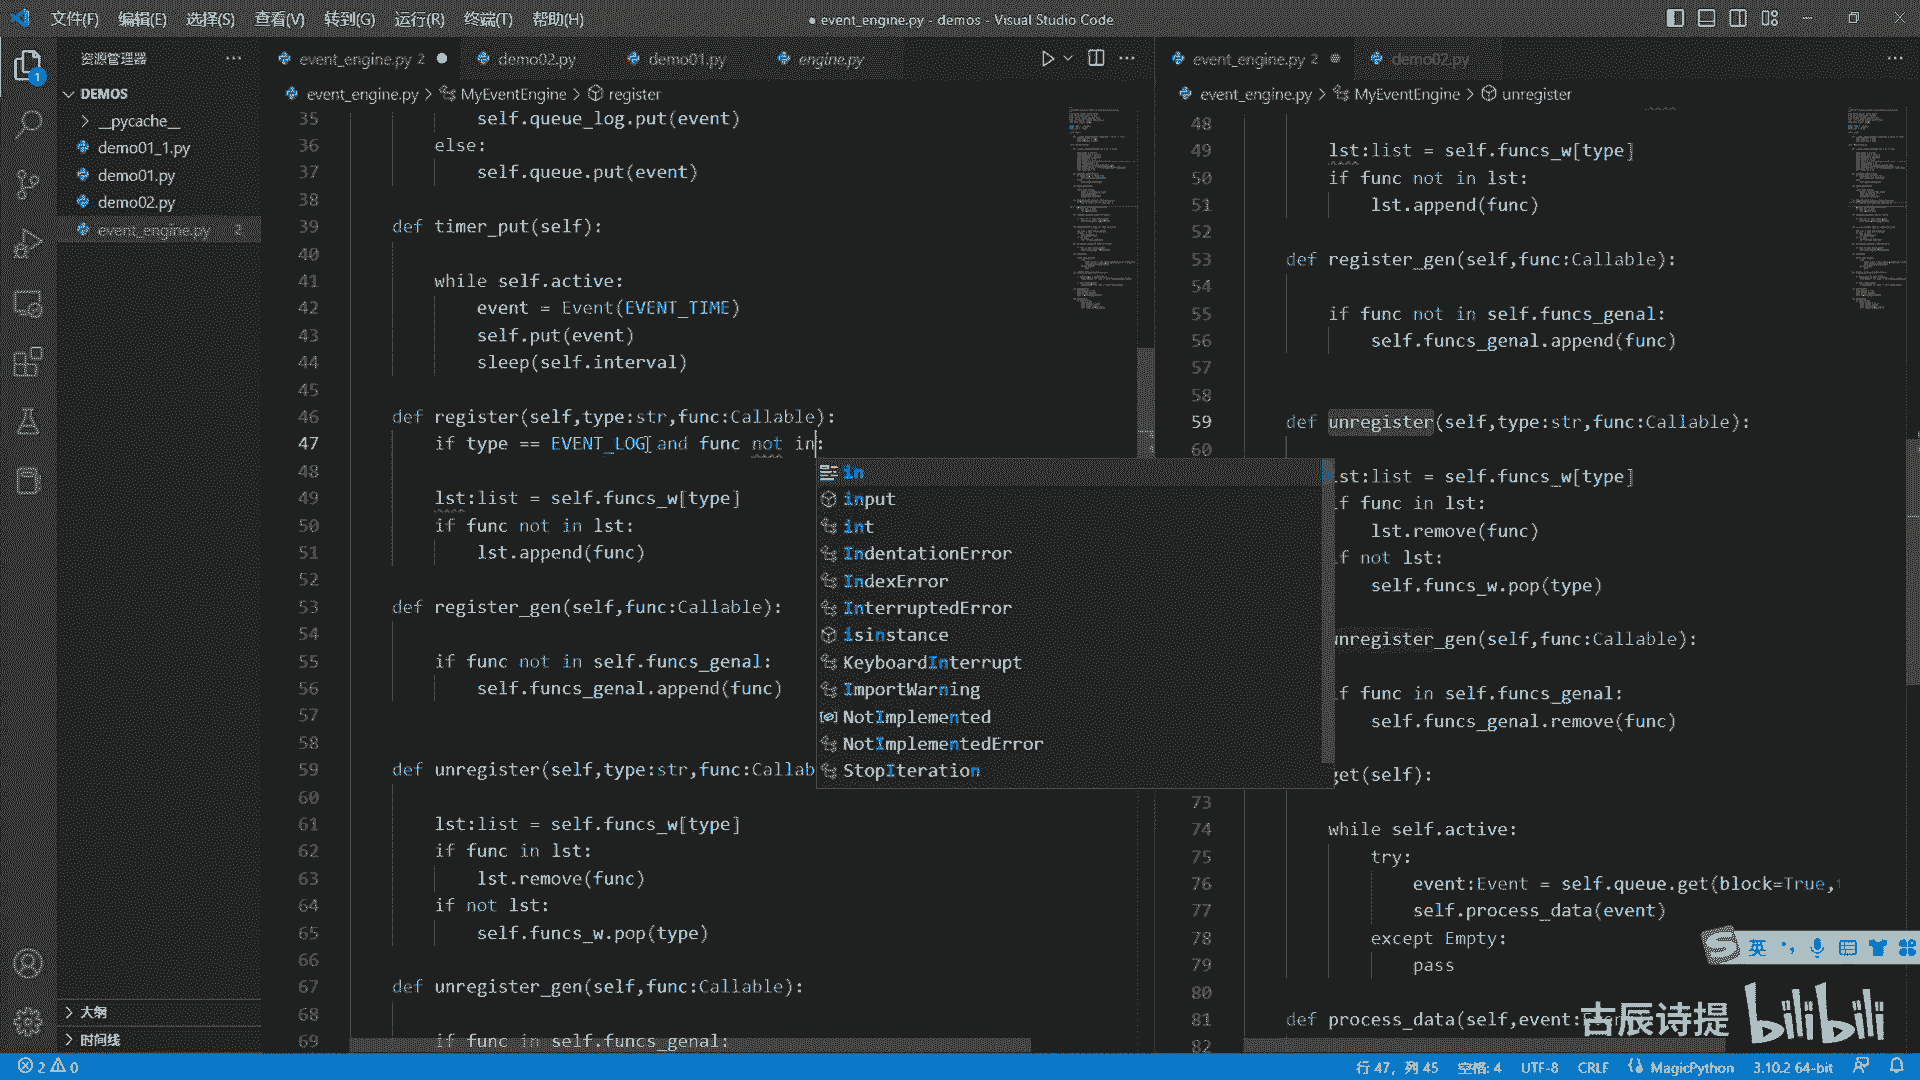 文件(F) 编辑(E) 选择(S) 查看(V) 转到(G) 运行(R) 终端(T) 帮助(H)
● event_engine.py - demos - Visual Studio Code
资源管理器
DEMOS
__pycache__
demo01_1.py
demo01.py
demo02.py
event_engine.py 2
大纲
时间线
event_engine.py 2 demo02.py demo01.py engine.py
event_engine.py > MyEventEngine > register
35 self.queue_log.put(event)
36 else:
37 self.queue.put(event)
38
39 def timer_put(self):
40
41 while self.active:
42 event = Event(EVENT_TIME)
43 self.put(event)
44 sleep(self.interval)
45
46 def register(self,type:str,func:Callable):
47 if type == EVENT_LOG and func not in:
48
49 lst:list = self.funcs_w[type]
50 if func not in lst:
51 lst.append(func)
52
53 def register_gen(self,func:Callable):
54
55 if func not in self.funcs_genal:
56 self.funcs_genal.append(func)
57
58
59 def unregister(self,type:str,func:Callab
60
61 lst:list = self.funcs_w[type]
62 if func in lst:
63 lst.remove(func)
64 if not lst:
65 self.funcs_w.pop(type)
66
67 def unregister_gen(self,func:Callable):
68
69 if func in self.funcs_genal:
in
input
int
IndentationError
IndexError
InterruptedError
isinstance
KeyboardInterrupt
ImportWarning
NotImplemented
NotImplementedError
StopIteration
event_engine.py 2 demo02.py
event_engine.py > MyEventEngine > unregister
48
49 lst:list = self.funcs_w[type]
50 if func not in lst:
51 lst.append(func)
52
53 def register_gen(self,func:Callable):
54
55 if func not in self.funcs_genal:
56 self.funcs_genal.append(func)
57
58
59 def unregister(self,type:str,func:Callable):
60
lst:list = self.funcs_w[type]
if func in lst:
lst.remove(func)
if not lst:
self.funcs_w.pop(type)
unregister_gen(self,func:Callable):
if func in self.funcs_genal:
self.funcs_genal.remove(func)
get(self):
73
74 while self.active:
75 try:
76 event:Event = self.queue.get(block=True,
77 self.process_data(event)
78 except Empty:
79 pass
80
81 def process_data(self,event:
82
英
古辰诗提 bilibili
1
2 0
行 47，列 45 空格: 4 UTF-8 CRLF MagicPython 3.10.2 64-bit